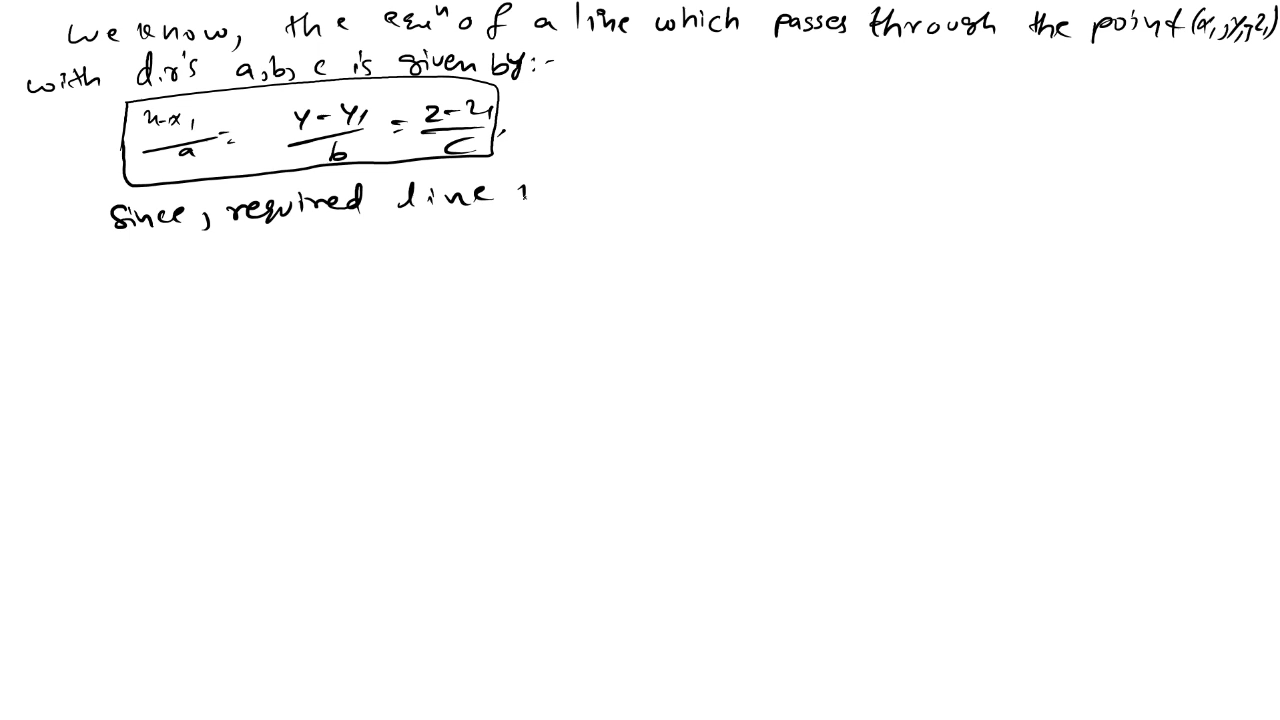 we know, the equⁿ of a line which passes through the point (x₁, y₁, z₁)
with d.r's a, b, c is given by:-
x-x₁/a = y-y₁/b = z-z₁/c,
Since, required line